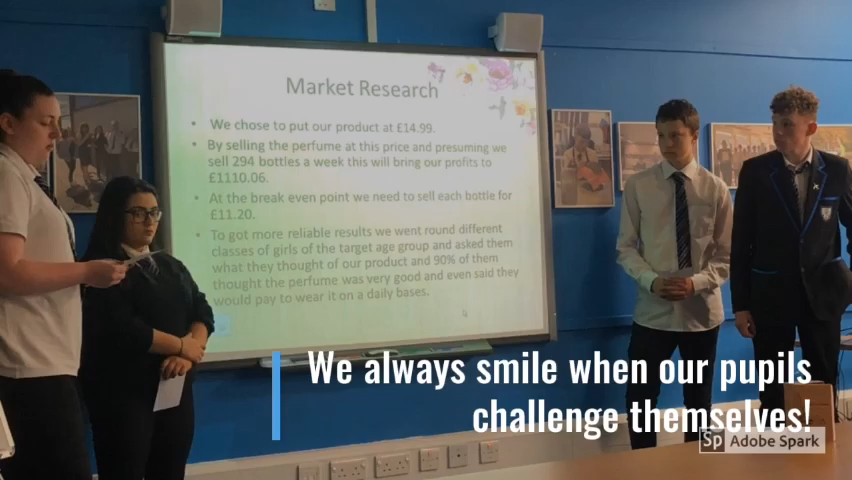 Market Research
• We chose to put our product at £14.99.
• By selling the perfume at this price and presuming we
sell 294 bottles a week this will bring our profits to
£1110.06.
• At the break even point we need to sell each bottle for
£11.20.
• To got more reliable results we went round different
classes of girls of the target age group and asked them
what they thought of our product and 90% of them
thought the perfume was very good and even said they
would pay to wear it on a daily bases.
We always smile when our pupils
challenge themselves!
Sp Adobe Spark